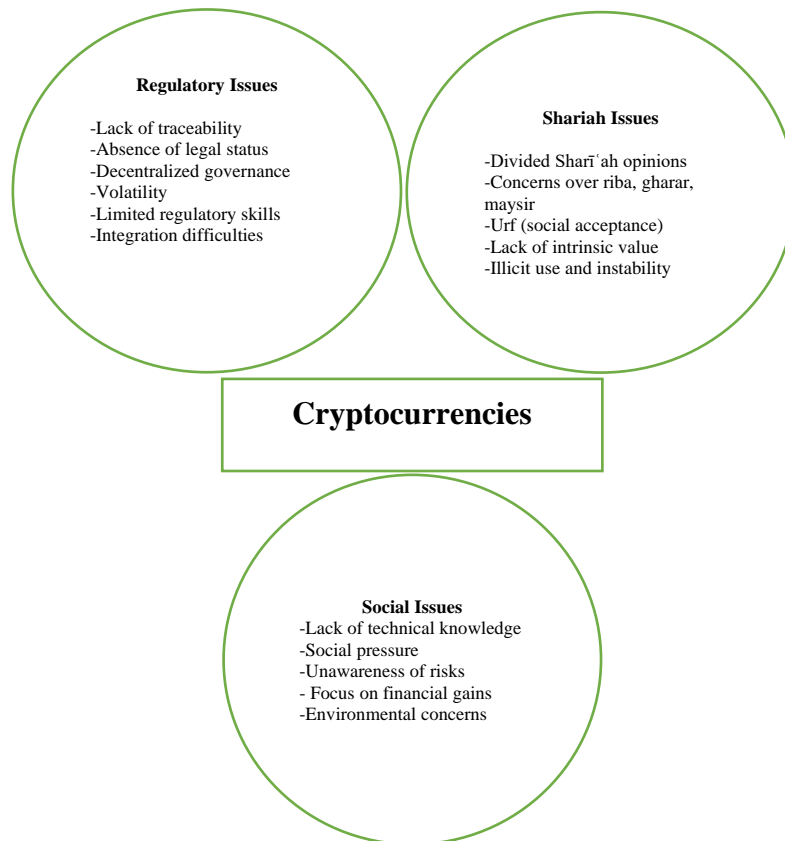 Regulatory Issues
-Lack of traceability
-Absence of legal status
-Decentralized governance
-Volatility
-Limited regulatory skills
-Integration difficulties
Shariah Issues
-Divided Sharīʿah opinions
-Concerns over riba, gharar,
maysir
-Urf (social acceptance)
-Lack of intrinsic value
-Illicit use and instability
Cryptocurrencies
Social Issues
-Lack of technical knowledge
-Social pressure
-Unawareness of risks
- Focus on financial gains
-Environmental concerns